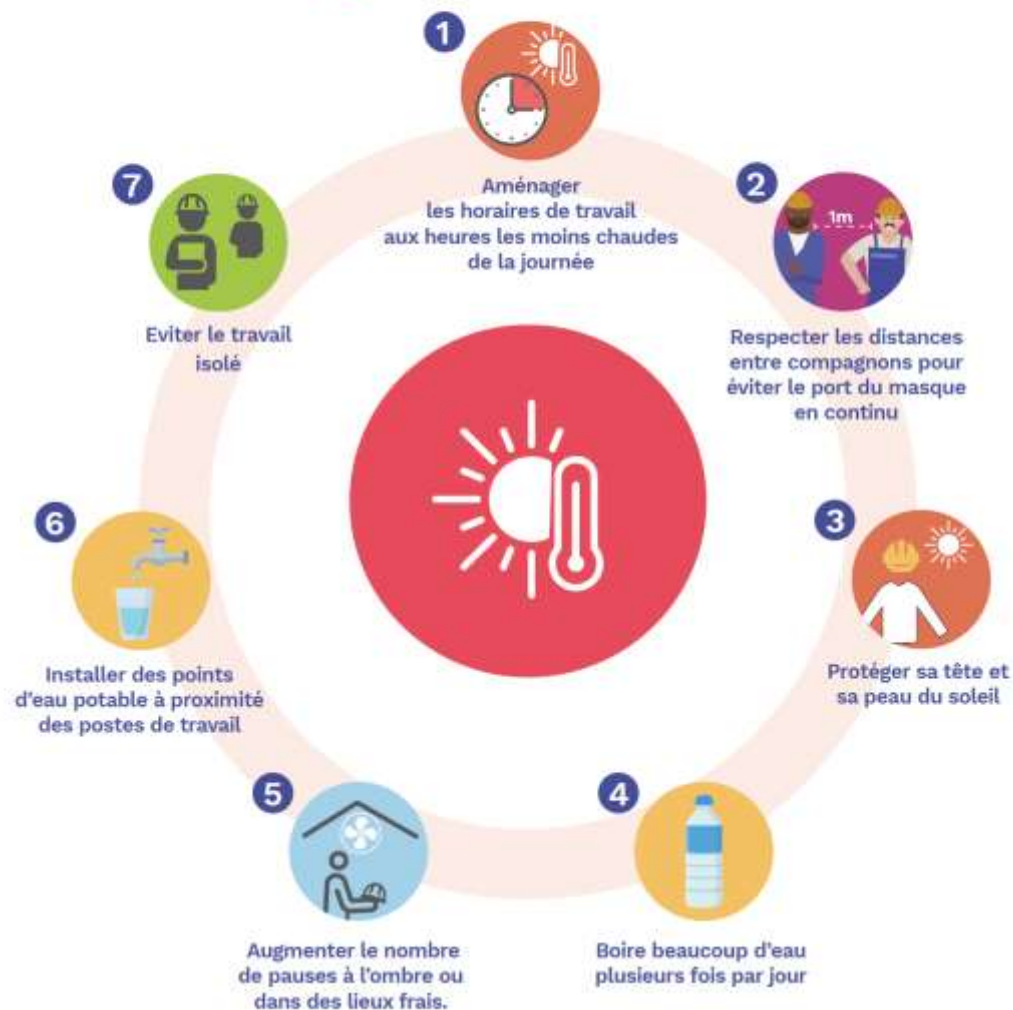 1
Aménager
les horaires de travail
aux heures les moins chaudes
de la journée
2
1m
Respecter les distances
entre compagnons pour
éviter le port du masque
en continu
3
Protéger sa tête et
sa peau du soleil
4
Boire beaucoup d'eau
plusieurs fois par jour
5
Augmenter le nombre
de pauses à l'ombre ou
dans des lieux frais.
6
Installer des points
d'eau potable à proximité
des postes de travail
7
Eviter le travail
isolé